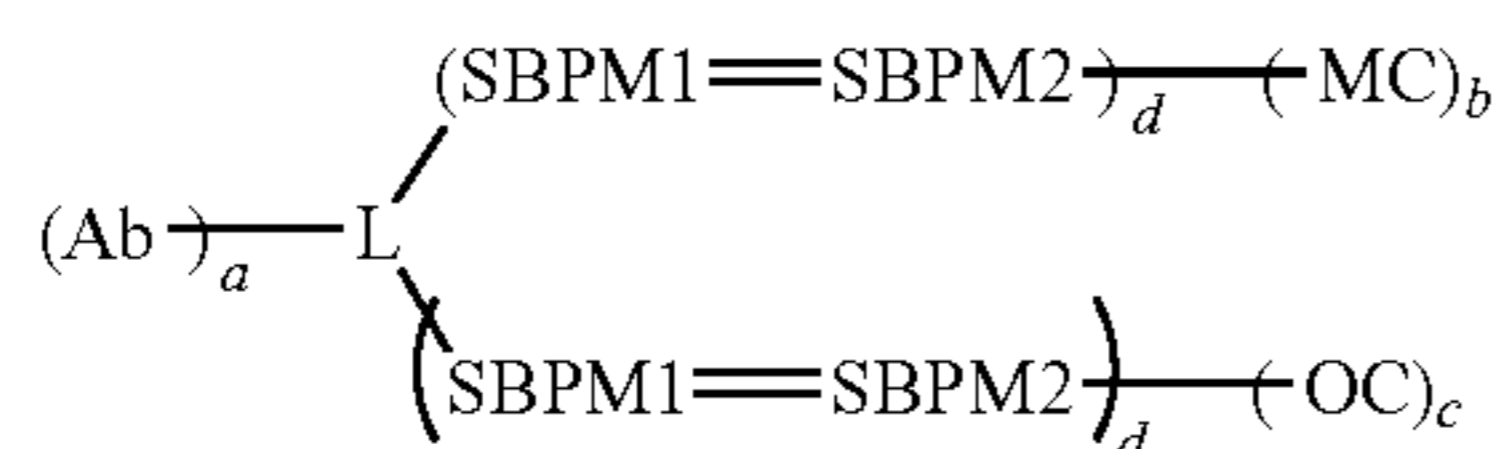 (SBPM1═SBPM2)d—(MC)b
(Ab)a—L
(SBPM1═SBPM2)d—(OC)c